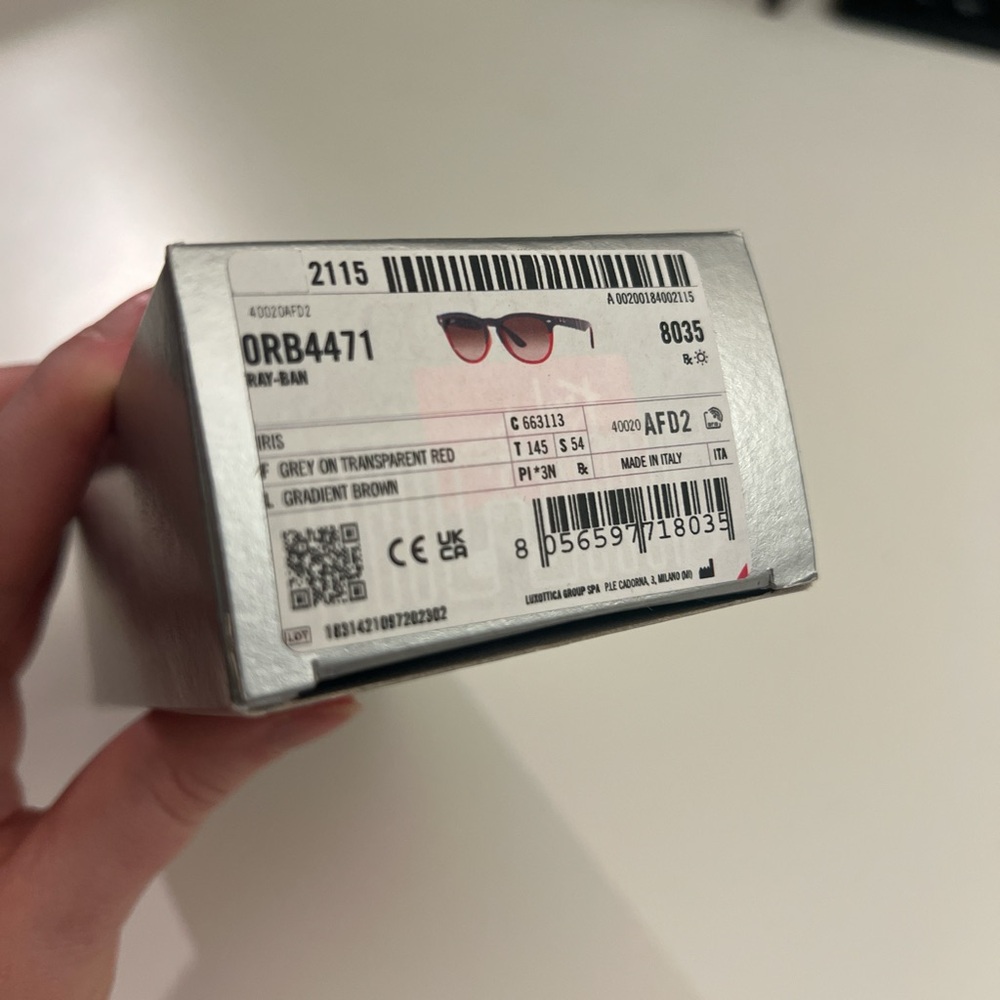 2115
A 00200184002115
40020AFD2
0RB4471
8035
RAY-BAN
IRIS
C 663113
40020 AFD2
F GREY ON TRANSPARENT RED
T 145 S 54
L GRADIENT BROWN
PI *3N
MADE IN ITALY
ITA
CE UK CA
8 056597 718035
LUXOTTICA GROUP SPA P.LE CADORNA, 3, MILANO (MI)
LOT 1831421097202302